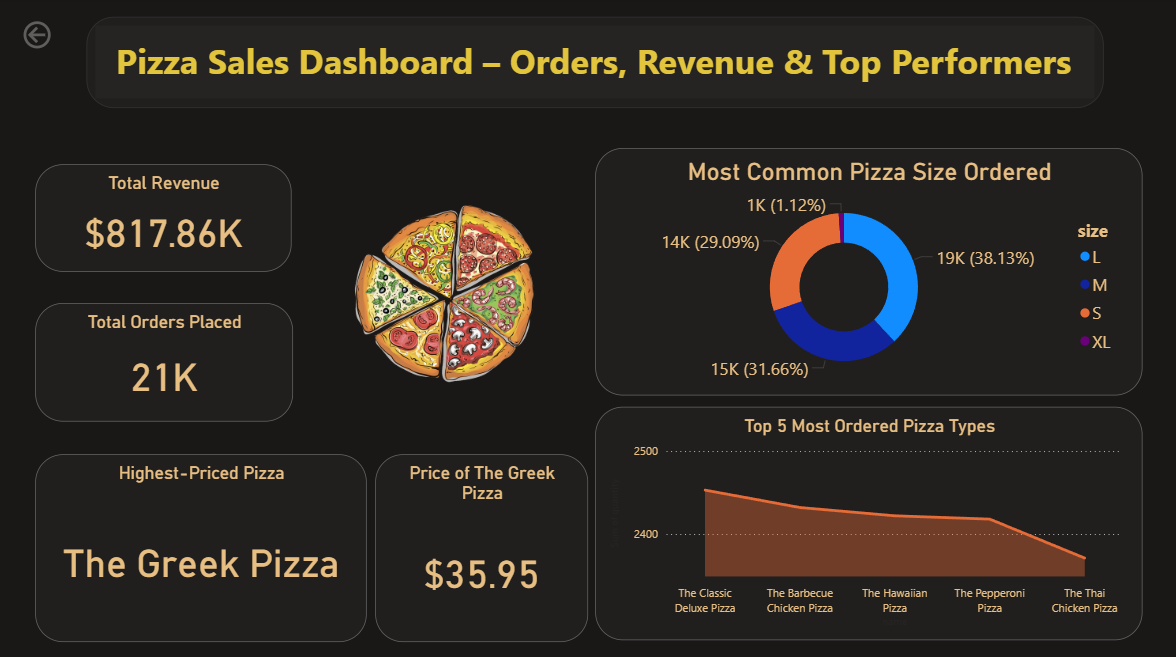 Pizza Sales Dashboard – Orders, Revenue & Top Performers
Total Revenue
$817.86K
Total Orders Placed
21K
Highest-Priced Pizza
The Greek Pizza
Price of The Greek
Pizza
$35.95
Most Common Pizza Size Ordered
1K (1.12%)
14K (29.09%)
19K (38.13%)
15K (31.66%)
size
L
M
S
XL
Top 5 Most Ordered Pizza Types
2500
2400
The Classic
Deluxe Pizza
The Barbecue
Chicken Pizza
The Hawaiian
Pizza
The Pepperoni
Pizza
The Thai
Chicken Pizza